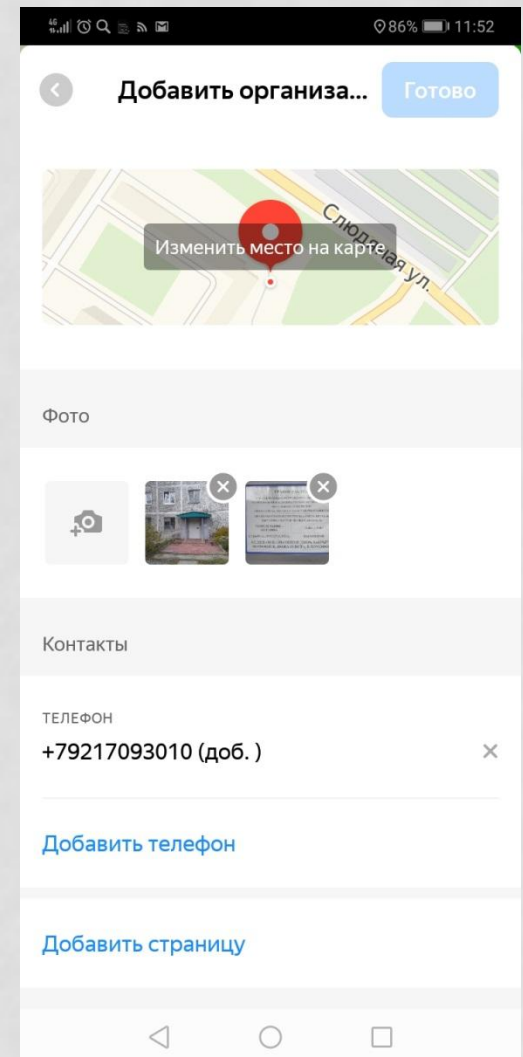 4G
86% 11:52
Добавить организа...
Готово
Изменить место на карте
Слюдяная ул.
Фото
Контакты
ТЕЛЕФОН
+79217093010 (доб. )
Добавить телефон
Добавить страницу